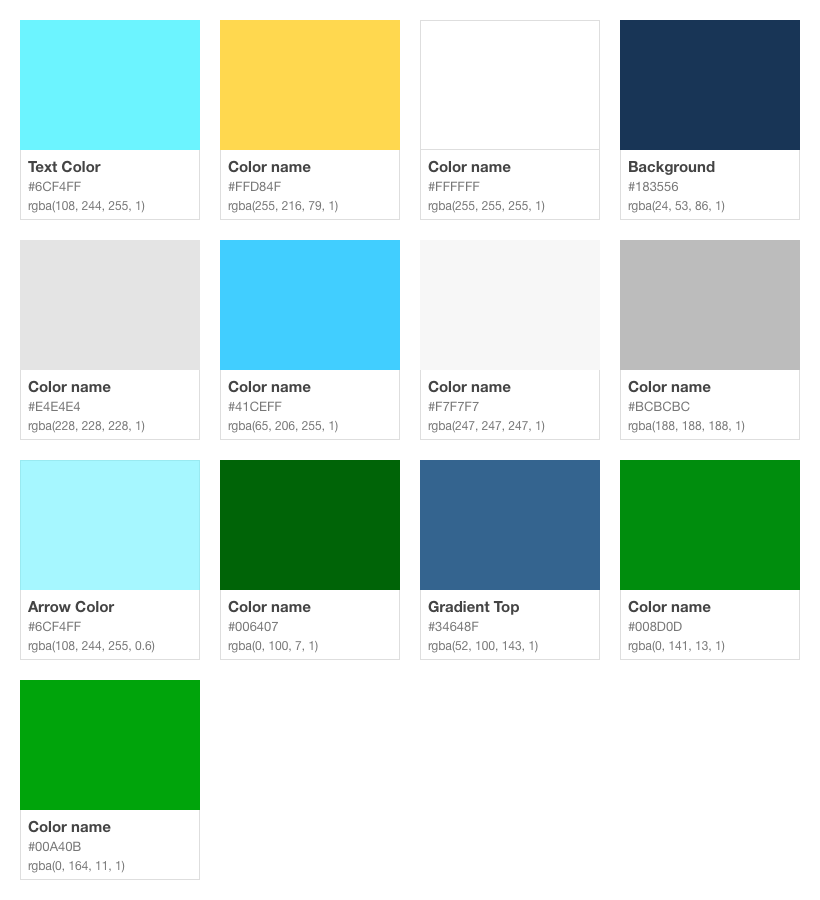 Text Color
#6CF4FF
rgba(108, 244, 255, 1)
Color name
#FFD84F
rgba(255, 216, 79, 1)
Color name
#FFFFFF
rgba(255, 255, 255, 1)
Background
#183556
rgba(24, 53, 86, 1)
Color name
#E4E4E4
rgba(228, 228, 228, 1)
Color name
#41CEFF
rgba(65, 206, 255, 1)
Color name
#F7F7F7
rgba(247, 247, 247, 1)
Color name
#BCBCBC
rgba(188, 188, 188, 1)
Arrow Color
#6CF4FF
rgba(108, 244, 255, 0.6)
Color name
#006407
rgba(0, 100, 7, 1)
Gradient Top
#34648F
rgba(52, 100, 143, 1)
Color name
#008D0D
rgba(0, 141, 13, 1)
Color name
#00A40B
rgba(0, 164, 11, 1)